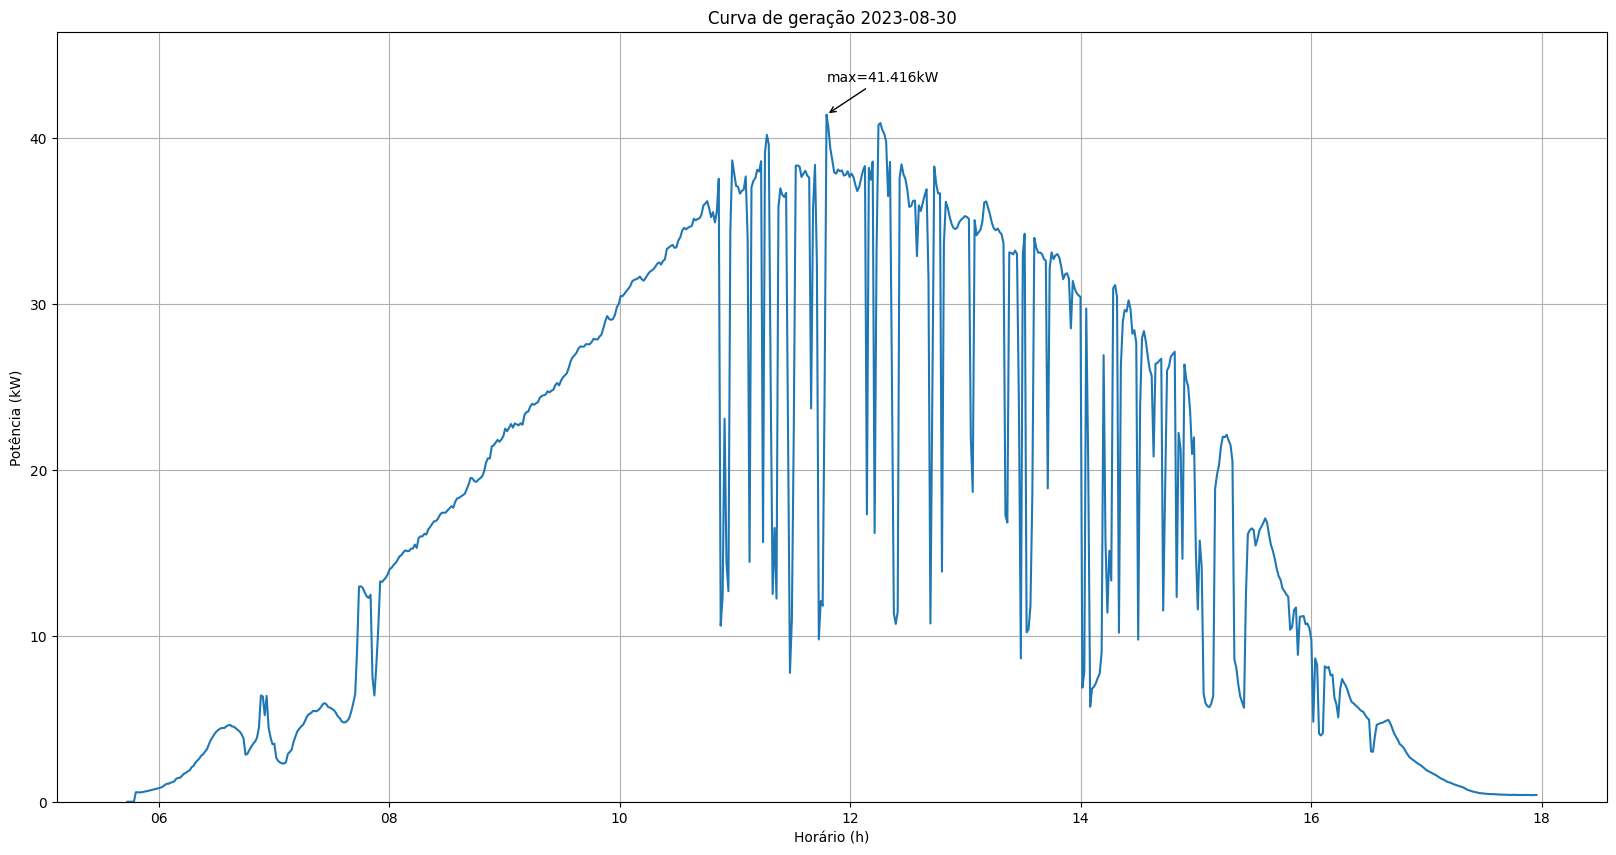 Curva de geração 2023-08-30
max=41.416kW
40
30
20
10
0
Potência (kW)
06 08 10 12 14 16 18
Horário (h)